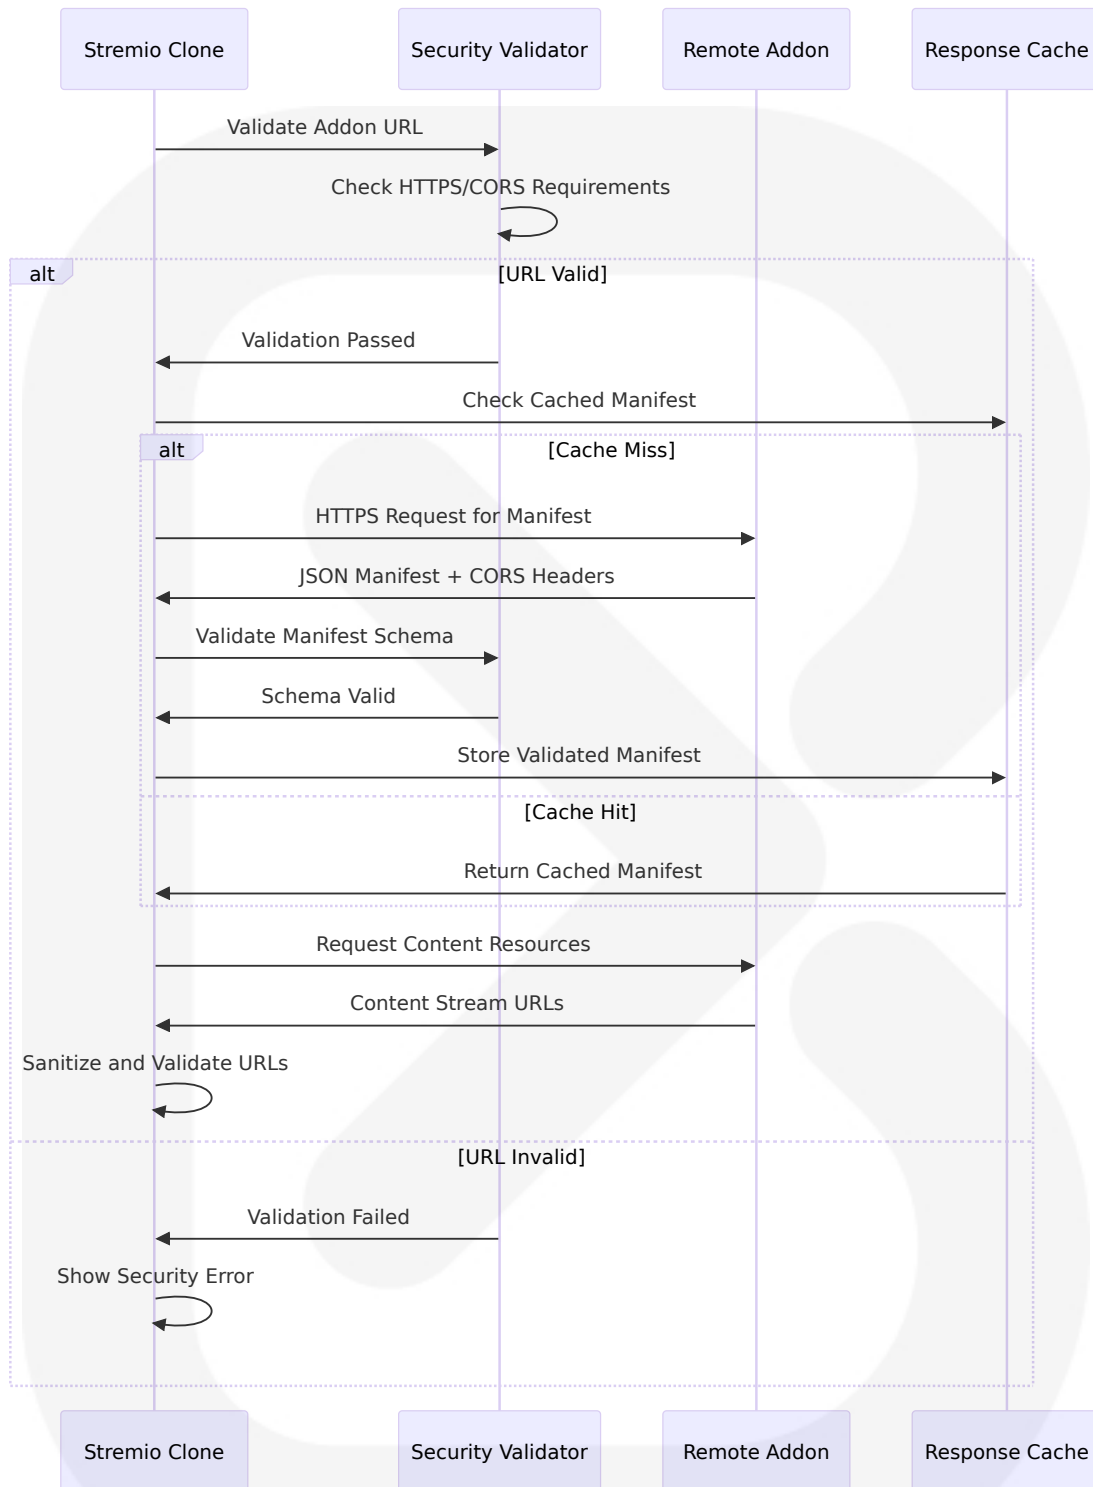 Stremio Clone
Security Validator
Remote Addon
Response Cache
Validate Addon URL
Check HTTPS/CORS Requirements
alt
[URL Valid]
Validation Passed
Check Cached Manifest
alt
[Cache Miss]
HTTPS Request for Manifest
JSON Manifest + CORS Headers
Validate Manifest Schema
Schema Valid
Store Validated Manifest
[Cache Hit]
Return Cached Manifest
Request Content Resources
Content Stream URLs
Sanitize and Validate URLs
[URL Invalid]
Validation Failed
Show Security Error
Stremio Clone
Security Validator
Remote Addon
Response Cache